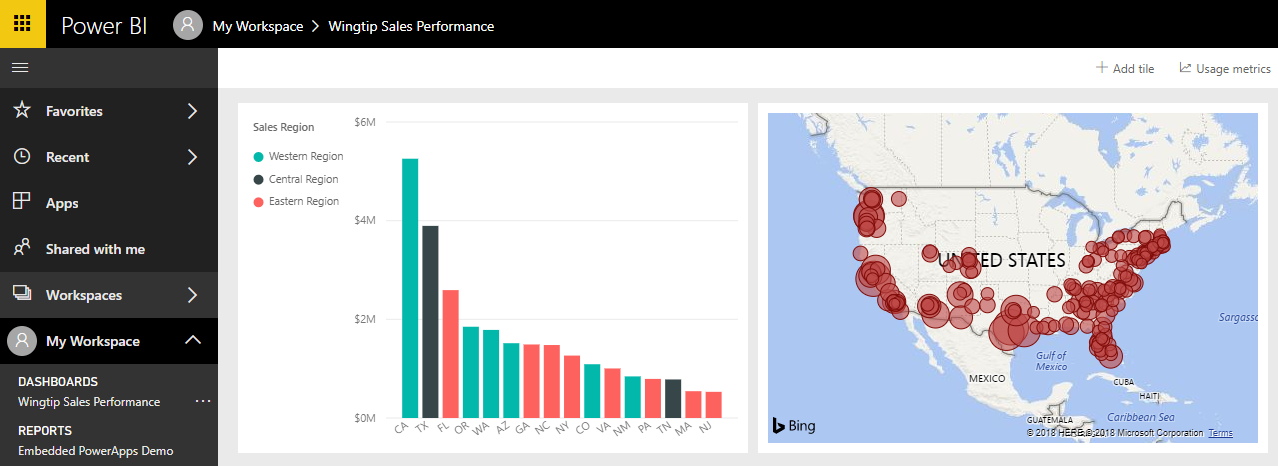 Power BI
My Workspace > Wingtip Sales Performance
Add tile
Usage metrics
Favorites
Recent
Apps
Shared with me
Workspaces
My Workspace
DASHBOARDS
Wingtip Sales Performance ...
REPORTS
Embedded PowerApps Demo
Sales Region
Western Region
Central Region
Eastern Region
$6M
$4M
$2M
$0M
CA TX FL OR WA AZ GA NC NY CO VA NM PA TN MA NJ
UNITED STATES
Sargasso
Gulf of
Mexico
MEXICO
CUBA
HAITI
GUATEMALA
Caribbean Sea
Bing
© 2018 HERE © 2018 Microsoft Corporation Terms